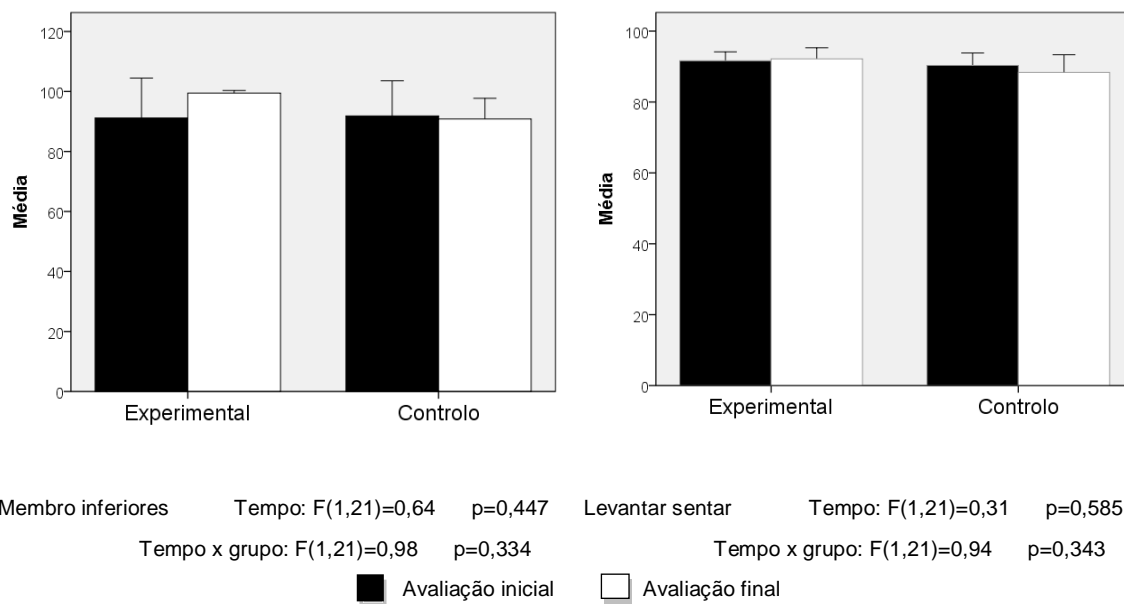 120
100
80
60
40
20
0
Média
Experimental
Controlo
100
80
60
40
20
0
Média
Experimental
Controlo
Membro inferiores Tempo: F(1,21)=0,64 p=0,447
Tempo x grupo: F(1,21)=0,98 p=0,334
Levantar sentar Tempo: F(1,21)=0,31 p=0,585
Tempo x grupo: F(1,21)=0,94 p=0,343
Avaliação inicial
Avaliação final